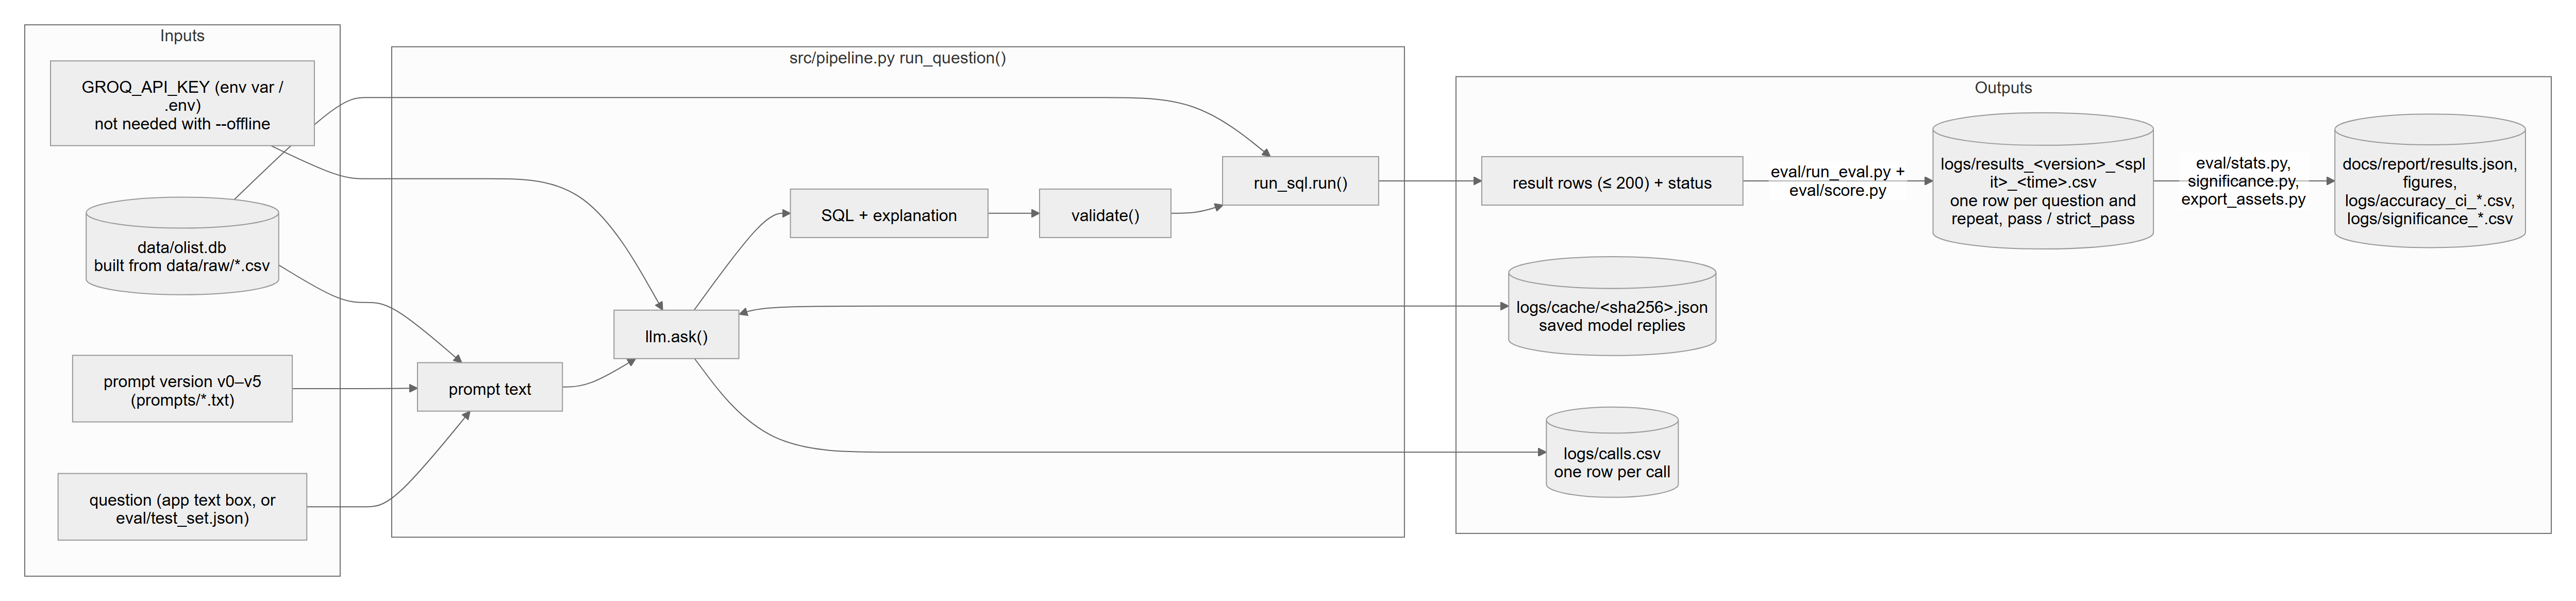 Inputs
GROQ_API_KEY (env var /
.env)
not needed with --offline
data/olist.db
built from data/raw/*.csv
prompt version v0–v5
(prompts/*.txt)
question (app text box, or
eval/test_set.json)
src/pipeline.py run_question()
prompt text
llm.ask()
SQL + explanation
validate()
run_sql.run()
Outputs
result rows (≤ 200) + status
eval/run_eval.py +
eval/score.py
logs/results_<version>_<spl
it>_<time>.csv
one row per question and
repeat, pass / strict_pass
eval/stats.py,
significance.py,
export_assets.py
docs/report/results.json,
figures,
logs/accuracy_ci_*.csv,
logs/significance_*.csv
logs/cache/<sha256>.json
saved model replies
logs/calls.csv
one row per call